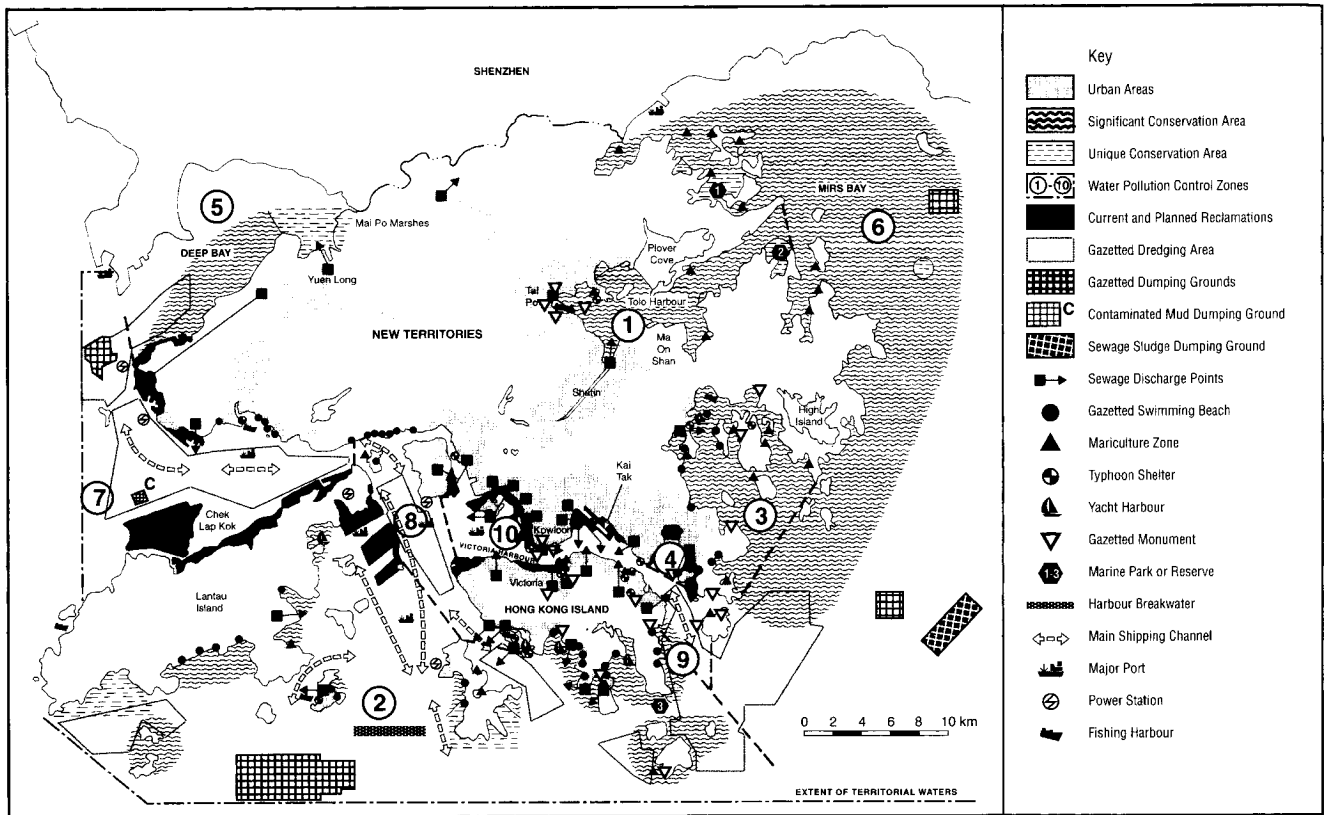 SHENZHEN
5
Mai Po Marshes
DEEP BAY
Yuen Long
1
MIRS BAY
6
2
Plover
Cove
Tai
Po
Tolo Harbour
1
NEW TERRITORIES
Ma
On
Shan
Shatin
High
Island
Kai
Tak
C
7
Chek
Lap Kok
8
10
Kowloon
VICTORIA HARBOUR
4
3
Victoria
HONG KONG ISLAND
Lantau
Island
9
2
3
0 2 4 6 8 10 km
EXTENT OF TERRITORIAL WATERS
Key
Urban Areas
Significant Conservation Area
Unique Conservation Area
1 - 10 Water Pollution Control Zones
Current and Planned Reclamations
Gazetted Dredging Area
Gazetted Dumping Grounds
C Contaminated Mud Dumping Ground
Sewage Studge Dumping Ground
Sewage Discharge Points
Gazetted Swimming Beach
Mariculture Zone
Typhoon Shelter
Yacht Harbour
Gazetted Monument
1-3 Marine Park or Reserve
Harbour Breakwater
Main Shipping Channel
Major Port
Power Station
Fishing Harbour